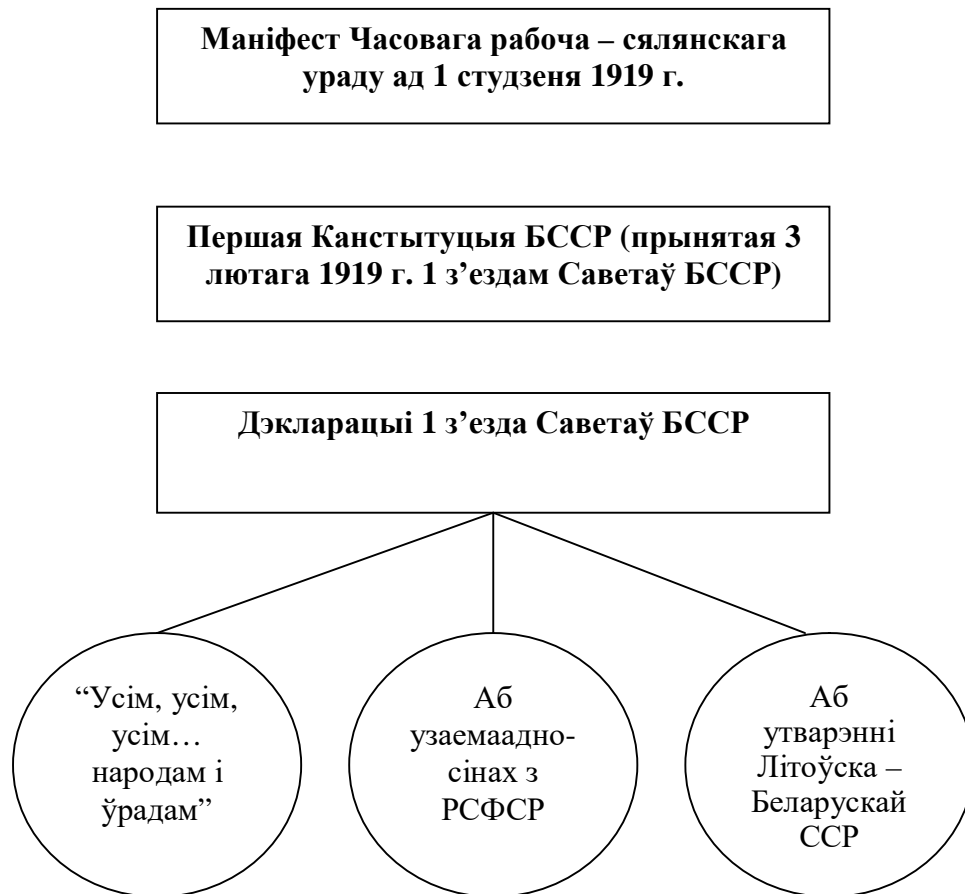 Маніфест Часовага рабоча – сялянскага
ураду ад 1 студзеня 1919 г.
Першая Канстытуцыя БССР (прынятая 3
лютага 1919 г. 1 з’ездам Саветаў БССР)
Дэкларацыі 1 з’езда Саветаў БССР
“Усім, усім,
усім…
народам і
ўрадам”
Аб
узаемаадно-
сінах з
РСФСР
Аб
утварэнні
Літоўска –
Беларускай
ССР